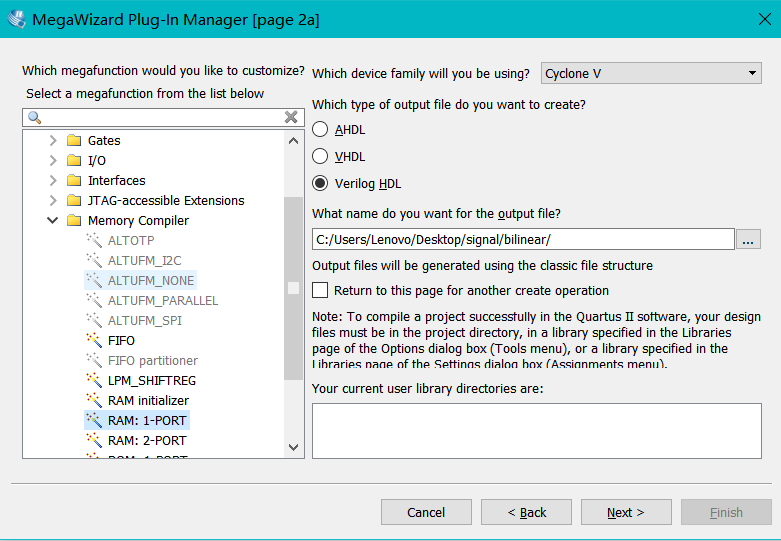 MegaWizard Plug-In Manager [page 2a]
Which megafunction would you like to customize?
Select a megafunction from the list below
Gates
I/O
Interfaces
JTAG-accessible Extensions
Memory Compiler
ALTOTP
ALTUFM_I2C
ALTUFM_NONE
ALTUFM_PARALLEL
ALTUFM_SPI
FIFO
FIFO partitioner
LPM_SHIFTREG
RAM initializer
RAM: 1-PORT
RAM: 2-PORT
ROM: 1-PORT
Which device family will you be using?
Cyclone V
Which type of output file do you want to create?
AHDL
VHDL
Verilog HDL
What name do you want for the output file?
C:/Users/Lenovo/Desktop/signal/bilinear/
...
Output files will be generated using the classic file structure
Return to this page for another create operation
Note: To compile a project successfully in the Quartus II software, your design
files must be in the project directory, in a library specified in the Libraries
page of the Options dialog box (Tools menu), or a library specified in the
Libraries page of the Settings dialog box (Assignments menu).
Your current user library directories are:
Cancel
< Back
Next >
Finish